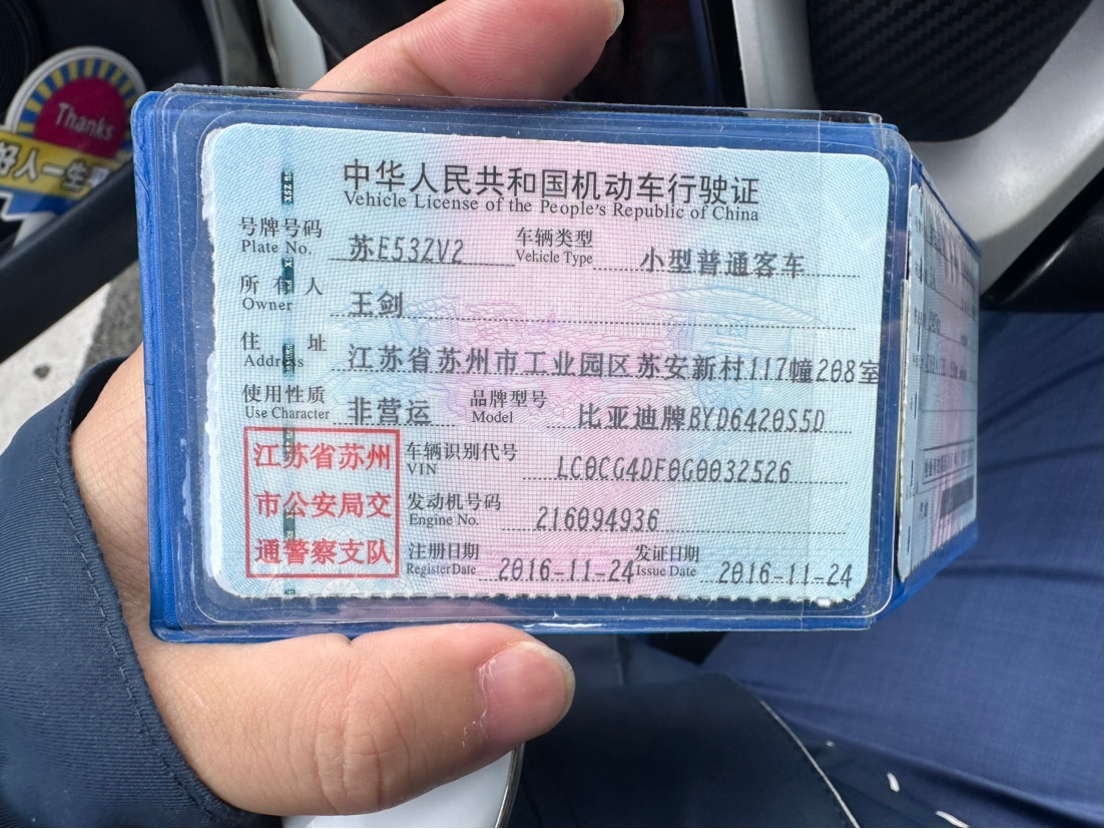 Thanks
好人一生平
中华人民共和国机动车行驶证
Vehicle License of the People's Republic of China
号牌号码 Plate No. 苏E53ZV2 车辆类型 Vehicle Type 小型普通客车
所有人 Owner 王剑
住址 Address 江苏省苏州市工业园区苏安新村117幢208室
使用性质 Use Character 非营运 品牌型号 Model 比亚迪牌BYD6420S5D
江苏省苏州
市公安局交
通警察支队
车辆识别代号 VIN LC0CG4DF0G0032526
发动机号码 Engine No. 216094936
注册日期 Register Date 2016-11-24 发证日期 Issue Date 2016-11-24